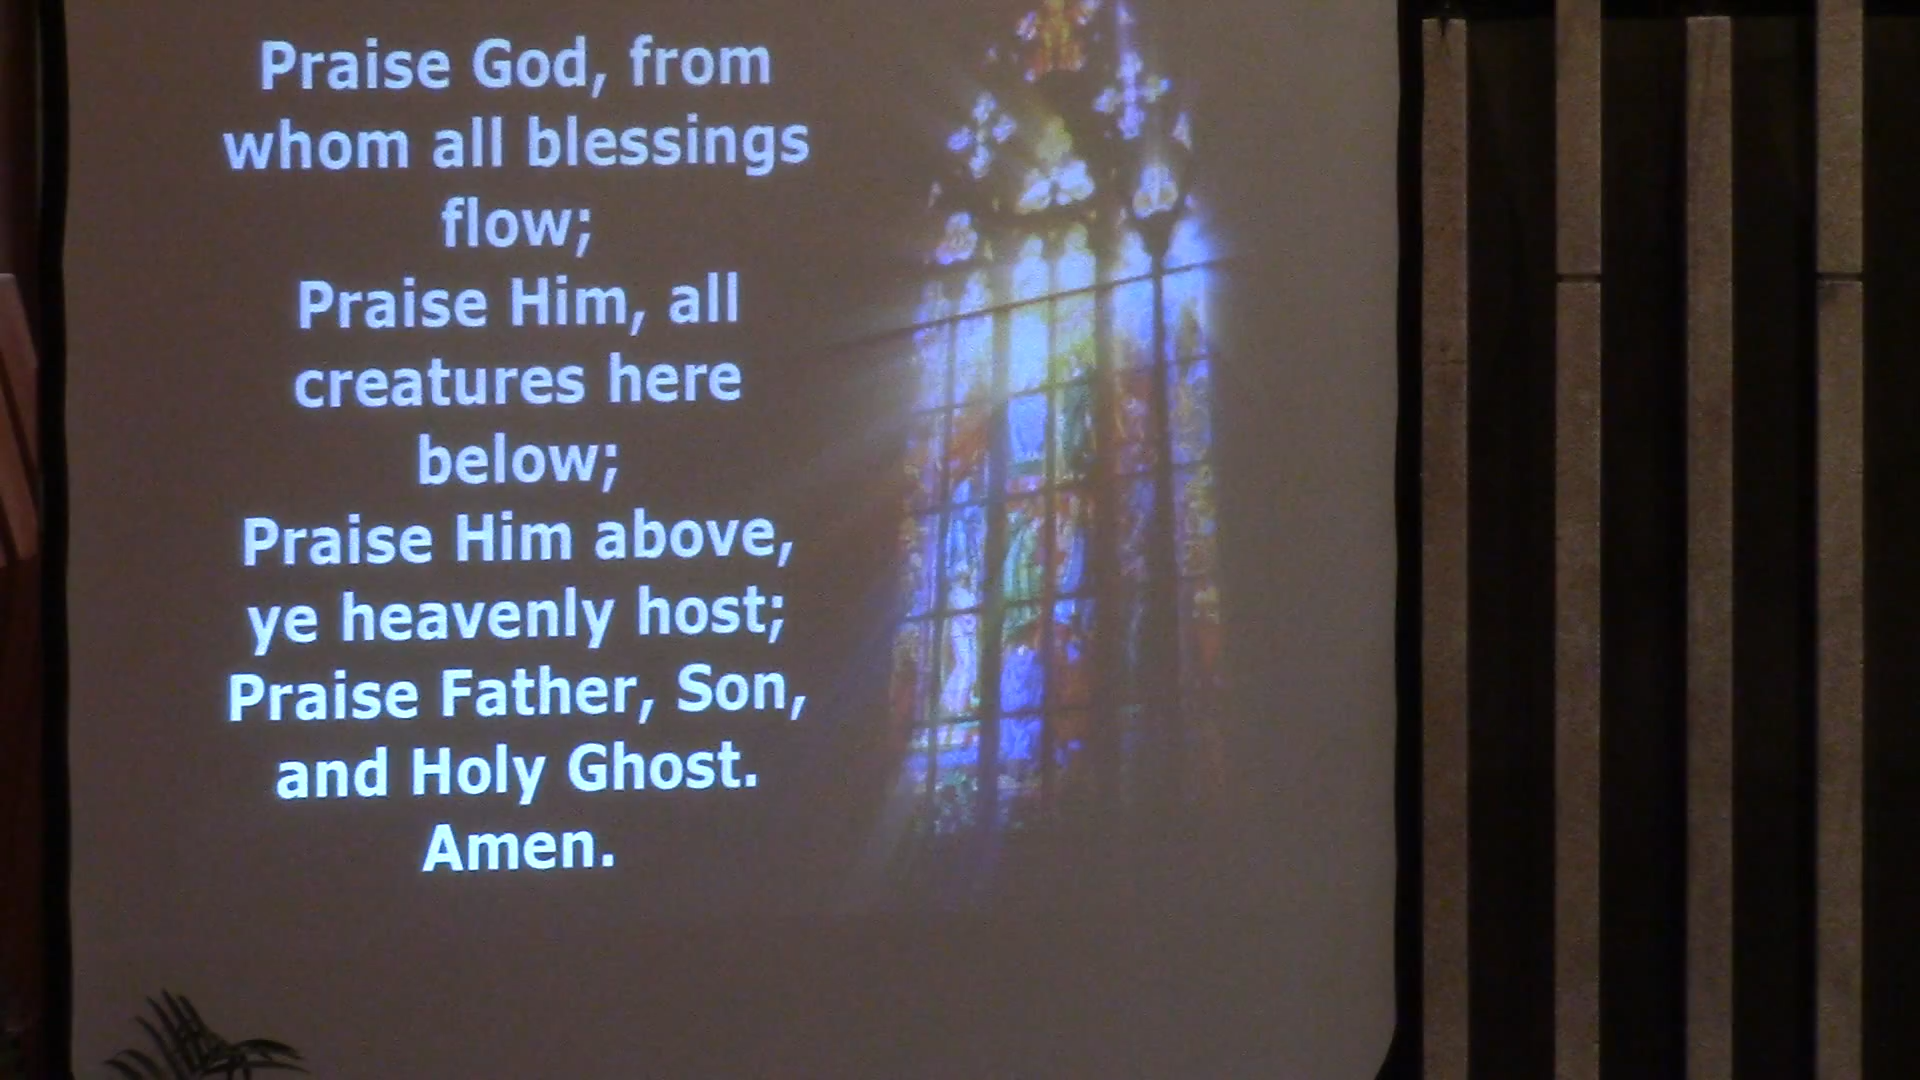 Praise God, from
whom all blessings
flow;
Praise Him, all
creatures here
below;
Praise Him above,
ye heavenly host;
Praise Father, Son,
and Holy Ghost.
Amen.